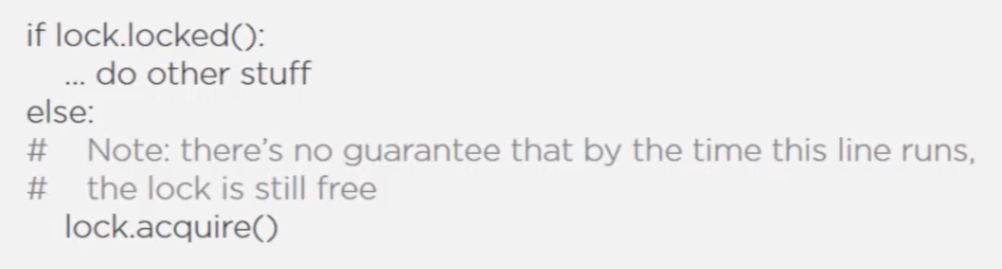 if lock.locked():
    ... do other stuff
else:
#    Note: there's no guarantee that by the time this line runs,
#    the lock is still free
    lock.acquire()